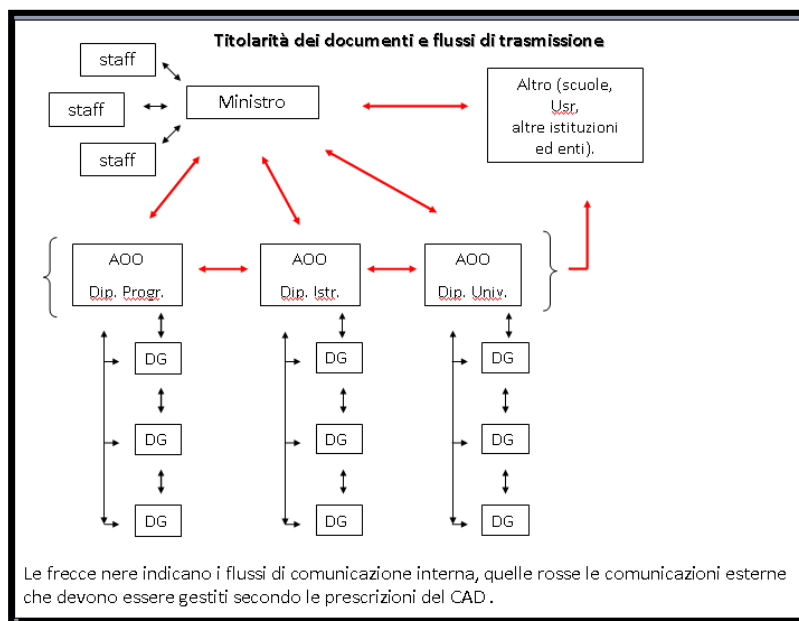 Titolarità dei documenti e flussi di trasmissione
staff
staff
staff
Ministro
Altro (scuole,
Usr,
altre istituzioni
ed enti).
AOO
Dip. Progr.
AOO
Dip. Istr.
AOO
Dip. Univ.
DG
DG
DG
DG
DG
DG
DG
DG
DG
Le frecce nere indicano i flussi di comunicazione interna, quelle rosse le comunicazioni esterne
che devono essere gestiti secondo le prescrizioni del CAD .